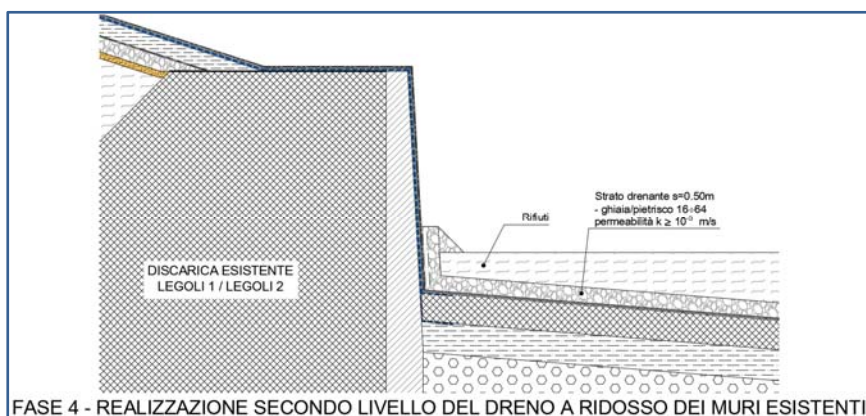 Strato drenante s=0.50m
- ghiaia/pietrisco 16÷64
permeabilità k ≥ 10⁻³ m/s
Rifiuti
DISCARICA ESISTENTE
LEGOLI 1 / LEGOLI 2
FASE 4 - REALIZZAZIONE SECONDO LIVELLO DEL DRENO A RIDOSSO DEI MURI ESISTENTI